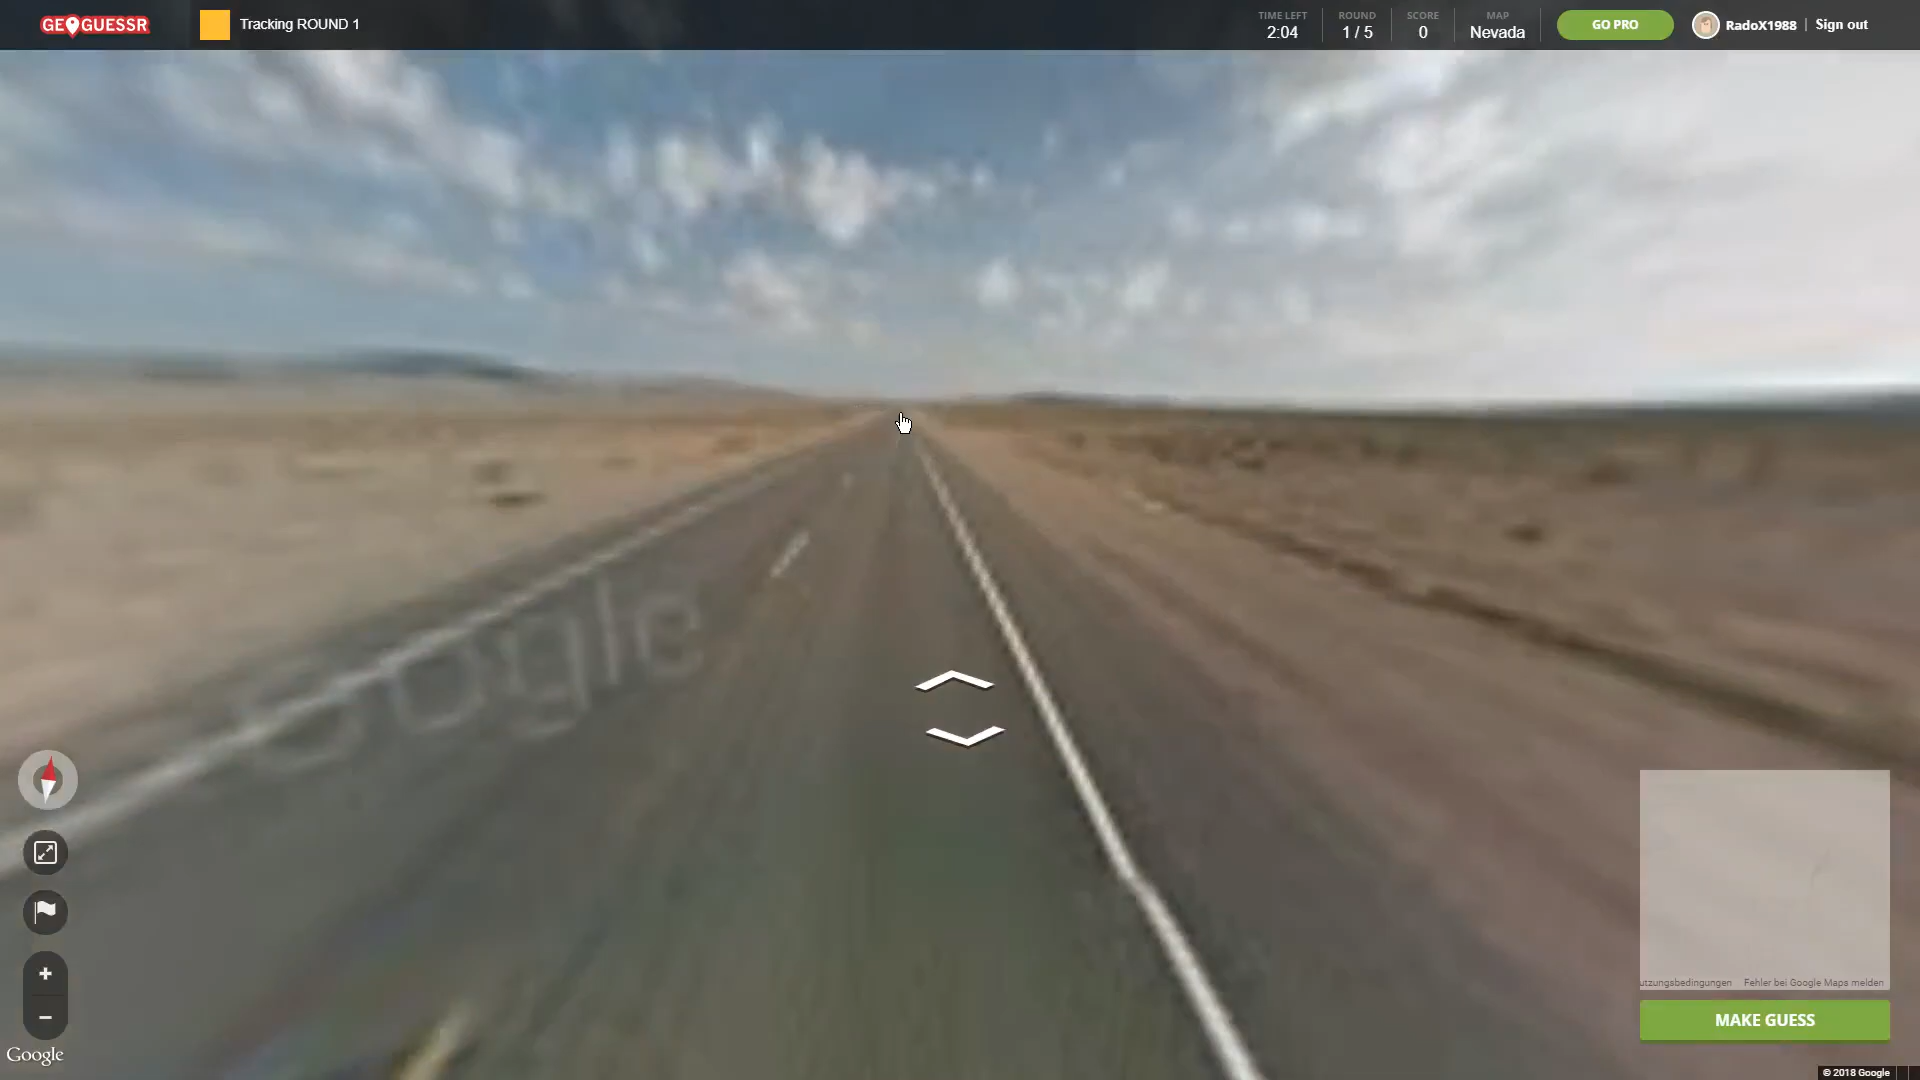 GEOGUESSR
Tracking ROUND 1
TIME LEFT
2:04
ROUND
1 / 5
SCORE
0
MAP
Nevada
GO PRO
RadoX1988
Sign out
oogle
utzungsbedingungen
Fehler bei Google Maps melden
MAKE GUESS
+
−
Google
© 2018 Google